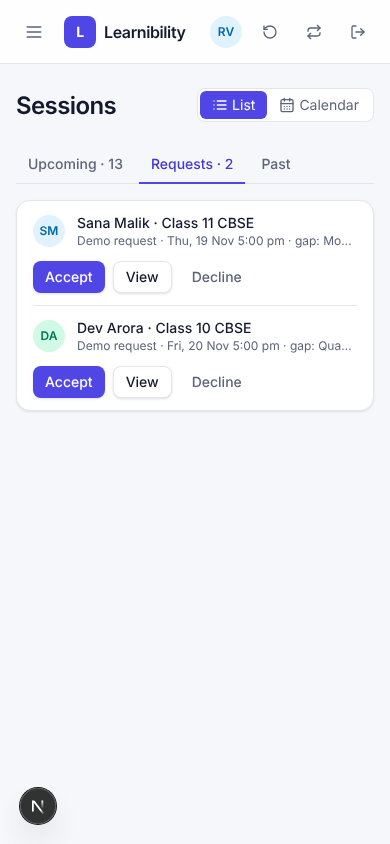 L Learnibility RV
Sessions
List Calendar
Upcoming · 13 Requests · 2 Past
SM
Sana Malik · Class 11 CBSE
Demo request · Thu, 19 Nov 5:00 pm · gap: Mo...
Accept View Decline
DA
Dev Arora · Class 10 CBSE
Demo request · Fri, 20 Nov 5:00 pm · gap: Qua...
Accept View Decline
N